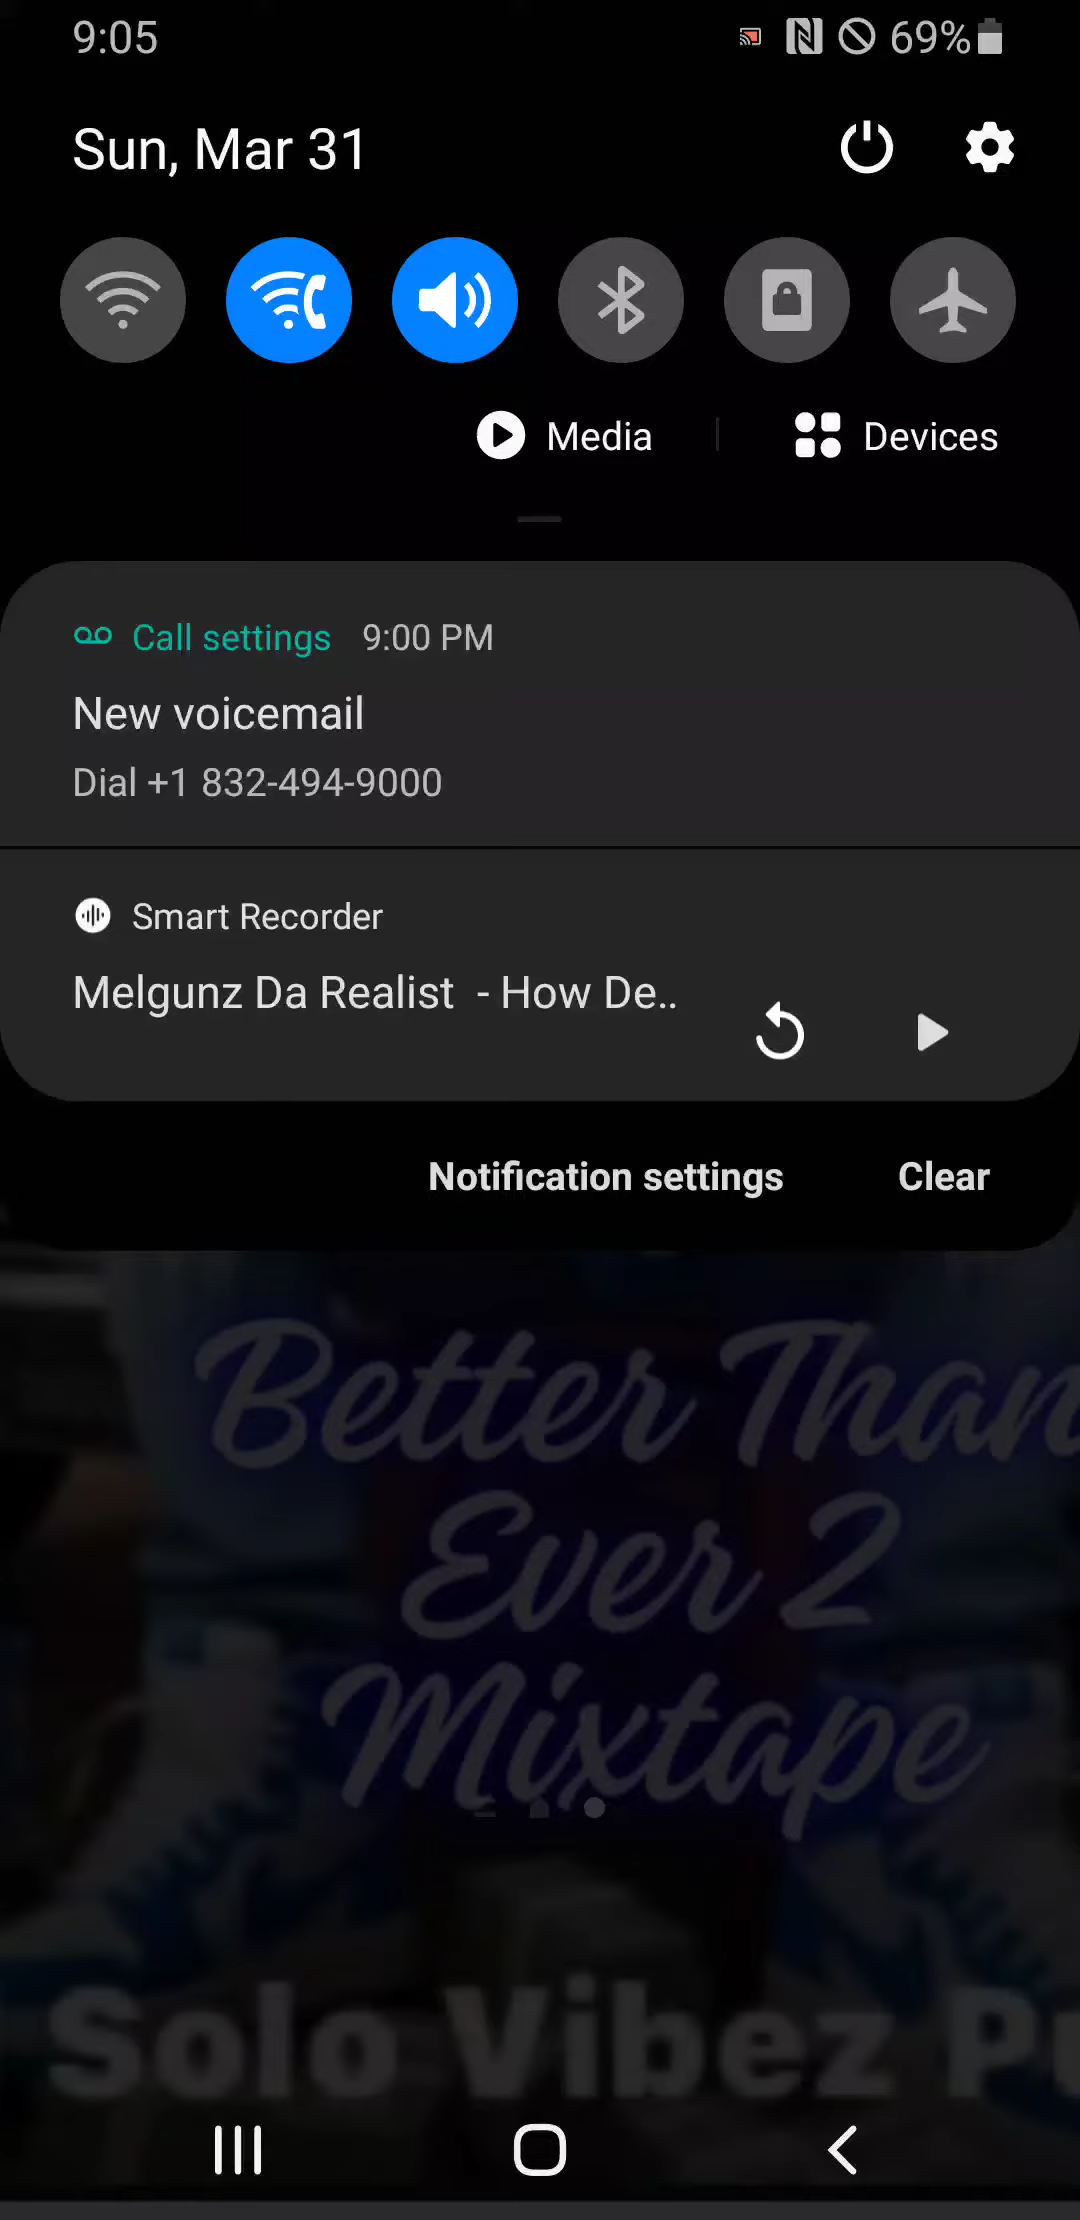 9:05 69%
Sun, Mar 31
Media Devices
Call settings 9:00 PM
New voicemail
Dial +1 832-494-9000
Smart Recorder
Melgunz Da Realist - How De..
Notification settings Clear
Better Than
Ever 2
Mixtape
Solo Vibez